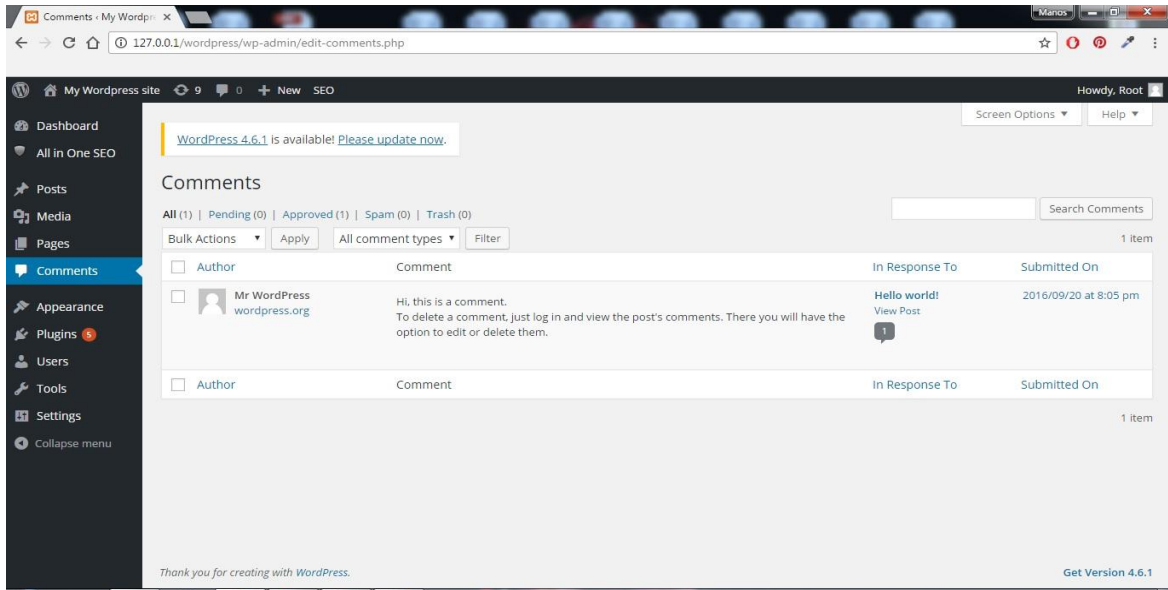 Comments ‹ My Wordpre
Manos
127.0.0.1/wordpress/wp-admin/edit-comments.php
My Wordpress site 9 0 + New SEO
Howdy, Root
Screen Options ▼ Help ▼
Dashboard
All in One SEO
Posts
Media
Pages
Comments
Appearance
Plugins 5
Users
Tools
Settings
Collapse menu
WordPress 4.6.1 is available! Please update now.
Comments
All (1) | Pending (0) | Approved (1) | Spam (0) | Trash (0)
Search Comments
Bulk Actions ▼ Apply All comment types ▼ Filter
1 item
Author Comment In Response To Submitted On
Mr WordPress
wordpress.org
Hi, this is a comment.
To delete a comment, just log in and view the post's comments. There you will have the
option to edit or delete them.
Hello world!
View Post
1
2016/09/20 at 8:05 pm
Author Comment In Response To Submitted On
1 item
Thank you for creating with WordPress.
Get Version 4.6.1